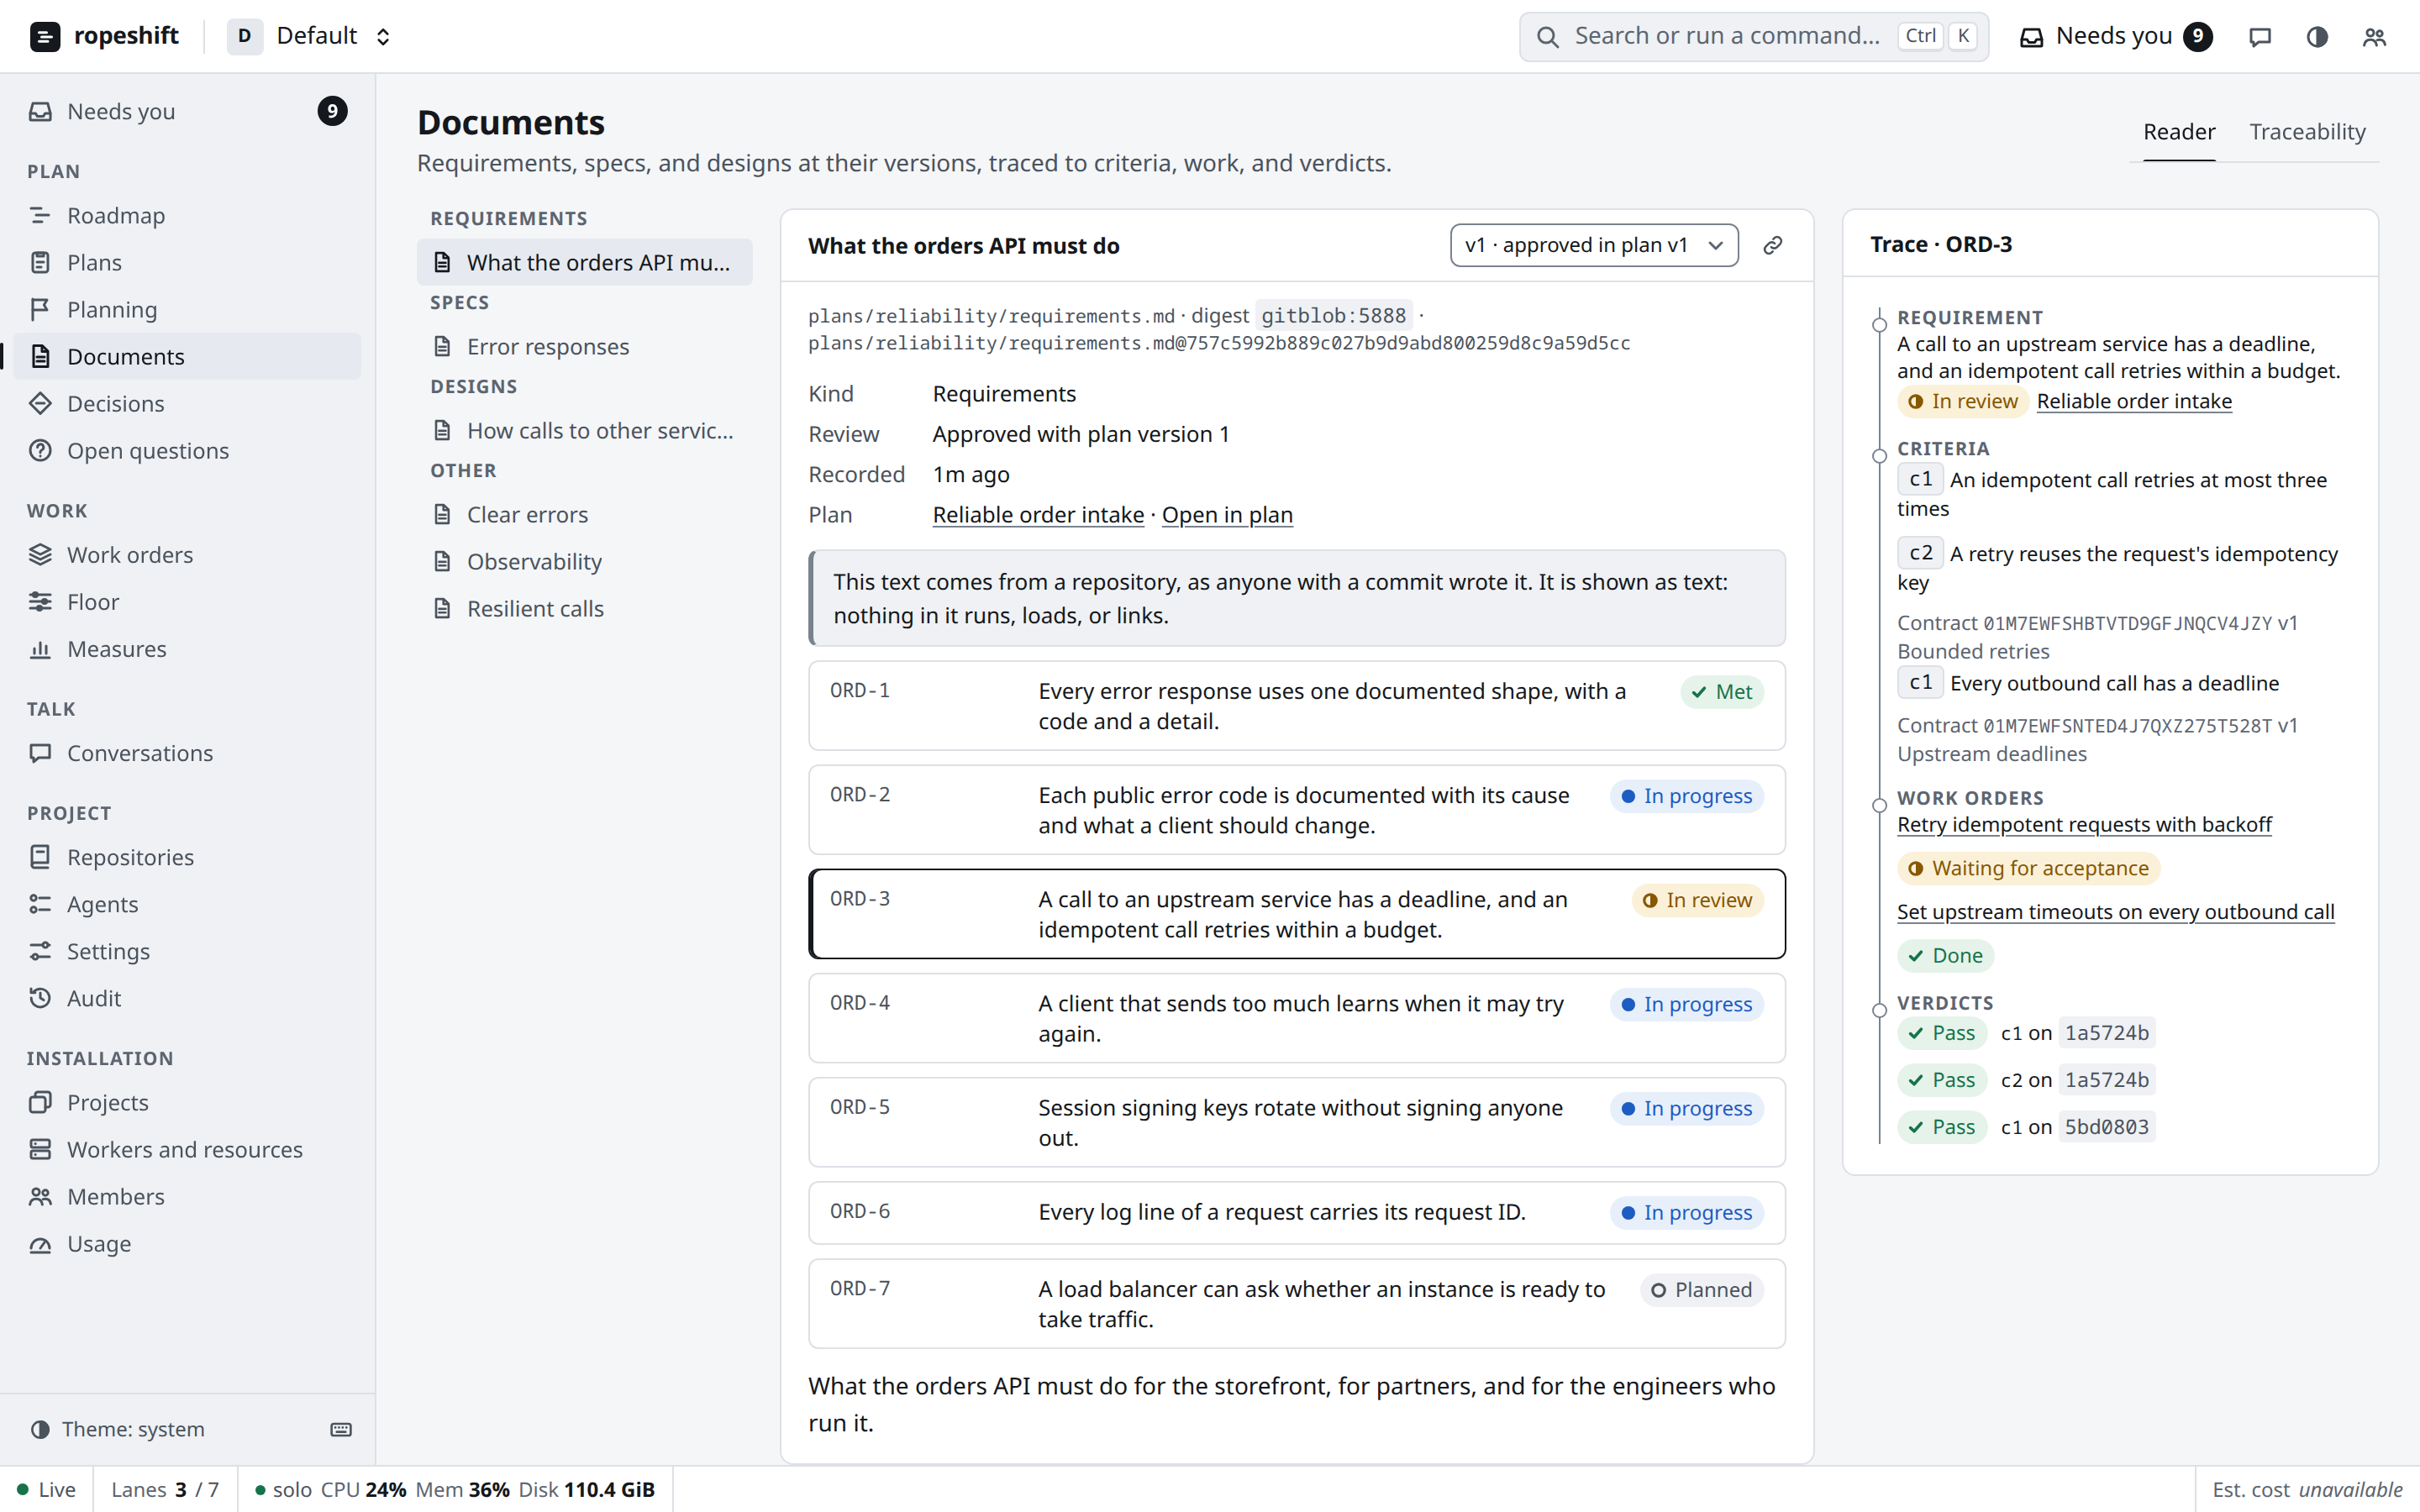 ropeshift
D Default
Search or run a command... Ctrl K
Needs you 9
Needs you 9
PLAN
Roadmap
Plans
Planning
Documents
Decisions
Open questions
WORK
Work orders
Floor
Measures
TALK
Conversations
PROJECT
Repositories
Agents
Settings
Audit
INSTALLATION
Projects
Workers and resources
Members
Usage
Theme: system
Documents
Requirements, specs, and designs at their versions, traced to criteria, work, and verdicts.
Reader Traceability
REQUIREMENTS
What the orders API mu...
SPECS
Error responses
DESIGNS
How calls to other servic...
OTHER
Clear errors
Observability
Resilient calls
What the orders API must do
v1 · approved in plan v1
plans/reliability/requirements.md · digest gitblob:5888 ·
plans/reliability/requirements.md@757c5992b889c027b9d9abd800259d8c9a59d5cc
Kind Requirements
Review Approved with plan version 1
Recorded 1m ago
Plan Reliable order intake · Open in plan
This text comes from a repository, as anyone with a commit wrote it. It is shown as text:
nothing in it runs, loads, or links.
ORD-1 Every error response uses one documented shape, with a Met
code and a detail.
ORD-2 Each public error code is documented with its cause In progress
and what a client should change.
ORD-3 A call to an upstream service has a deadline, and an In review
idempotent call retries within a budget.
ORD-4 A client that sends too much learns when it may try In progress
again.
ORD-5 Session signing keys rotate without signing anyone In progress
out.
ORD-6 Every log line of a request carries its request ID. In progress
ORD-7 A load balancer can ask whether an instance is ready to Planned
take traffic.
What the orders API must do for the storefront, for partners, and for the engineers who
run it.
Trace · ORD-3
REQUIREMENT
A call to an upstream service has a deadline,
and an idempotent call retries within a budget.
In review Reliable order intake
CRITERIA
c1 An idempotent call retries at most three
times
c2 A retry reuses the request's idempotency
key
Contract 01M7EWFSHBTVTD9GFJNQCV4JZY v1
Bounded retries
c1 Every outbound call has a deadline
Contract 01M7EWFSNTED4J7QXZ275T528T v1
Upstream deadlines
WORK ORDERS
Retry idempotent requests with backoff
Waiting for acceptance
Set upstream timeouts on every outbound call
Done
VERDICTS
Pass c1 on 1a5724b
Pass c2 on 1a5724b
Pass c1 on 5bd0803
Live
Lanes 3 / 7
solo CPU 24% Mem 36% Disk 110.4 GiB
Est. cost unavailable